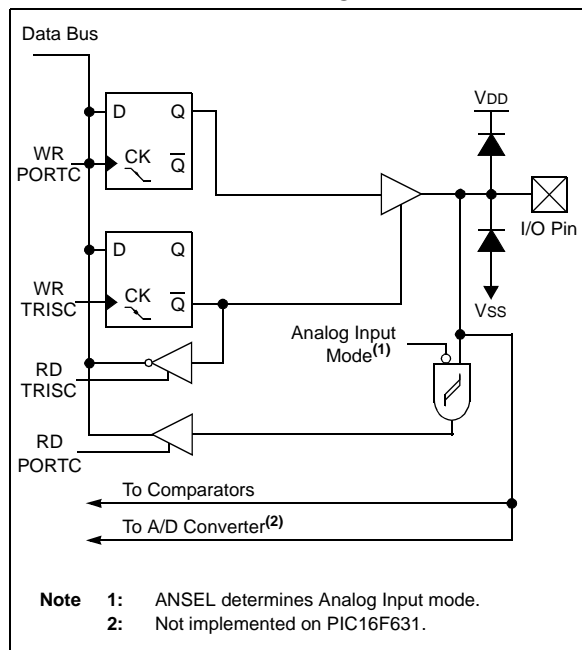 Data Bus
D Q
WR
PORTC
CK Q
VDD
I/O Pin
D Q
WR
TRISC
CK Q
VSS
Analog Input
Mode(1)
RD
TRISC
RD
PORTC
To Comparators
To A/D Converter(2)
Note 1: ANSEL determines Analog Input mode.
2: Not implemented on PIC16F631.